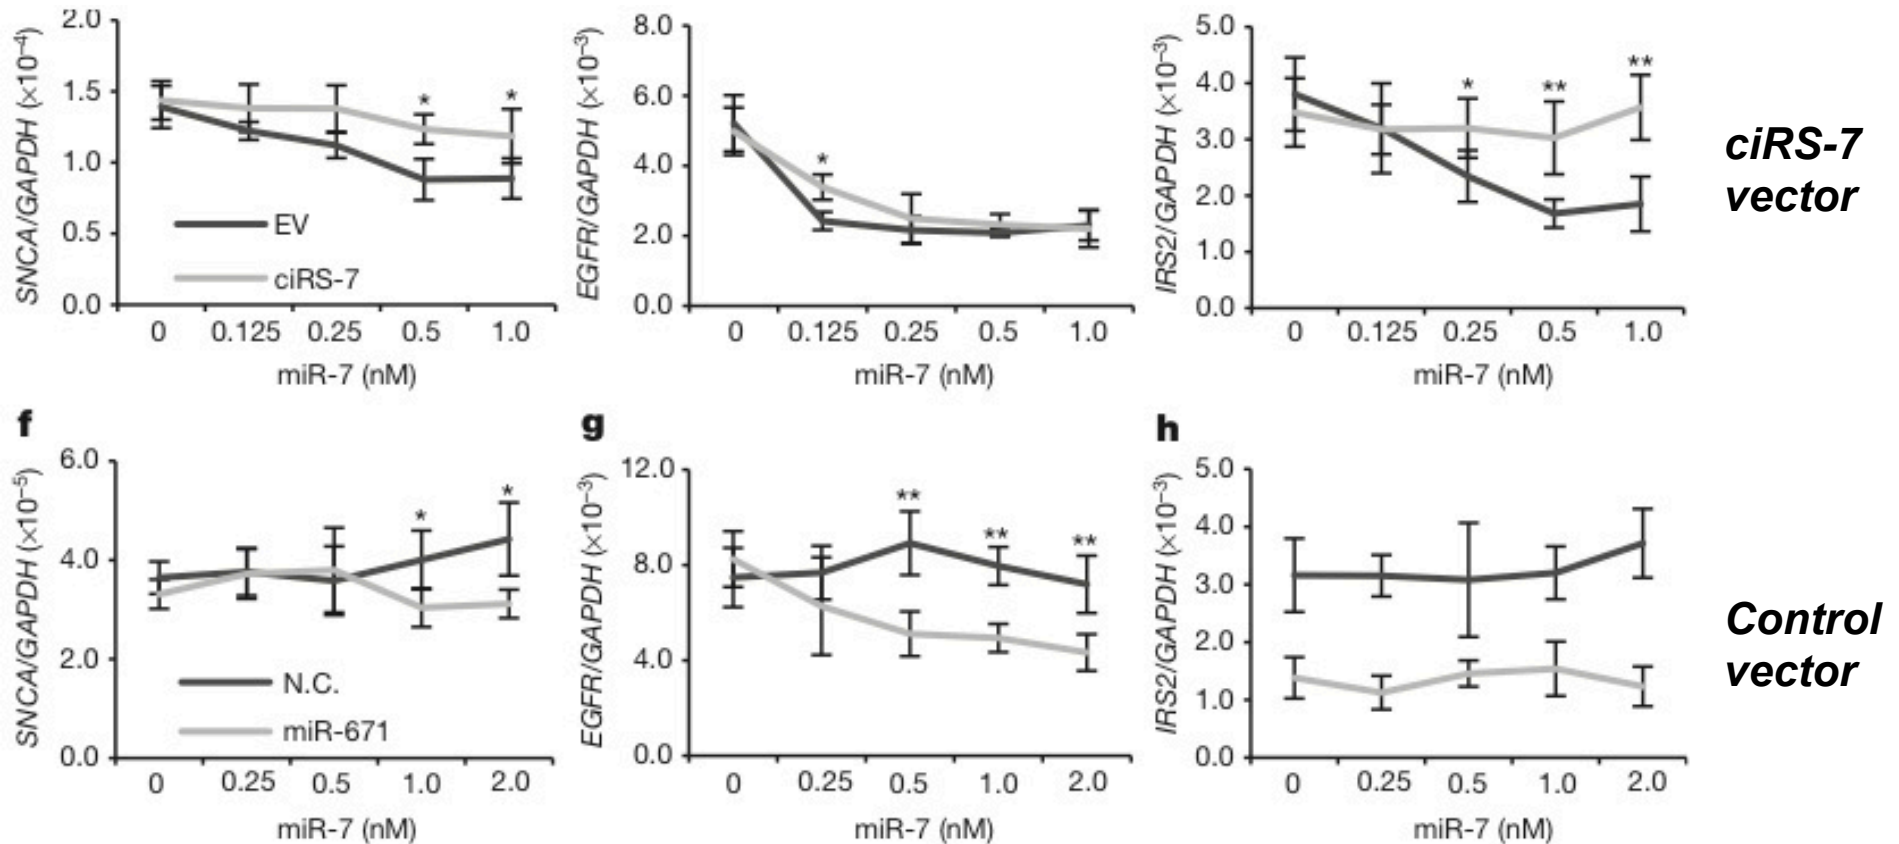 SNCA/GAPDH (×10⁻⁴)
2.0
1.5
1.0
0.5
0.0
* *
EV
ciRS-7
0 0.125 0.25 0.5 1.0
miR-7 (nM)
EGFR/GAPDH (×10⁻³)
8.0
6.0
4.0
2.0
0.0
*
0 0.125 0.25 0.5 1.0
miR-7 (nM)
IRS2/GAPDH (×10⁻³)
5.0
4.0
3.0
2.0
1.0
0.0
* ** **
0 0.125 0.25 0.5 1.0
miR-7 (nM)
ciRS-7
vector
f
SNCA/GAPDH (×10⁻⁵)
6.0
4.0
2.0
0.0
* *
N.C.
miR-671
0 0.25 0.5 1.0 2.0
miR-7 (nM)
g
EGFR/GAPDH (×10⁻³)
12.0
8.0
4.0
0.0
** ** **
0 0.25 0.5 1.0 2.0
miR-7 (nM)
h
IRS2/GAPDH (×10⁻³)
5.0
4.0
3.0
2.0
1.0
0.0
0 0.25 0.5 1.0 2.0
miR-7 (nM)
Control
vector